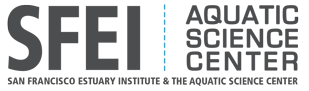 SFEI
AQUATIC
SCIENCE
CENTER
SAN FRANCISCO ESTUARY INSTITUTE & THE AQUATIC SCIENCE CENTER